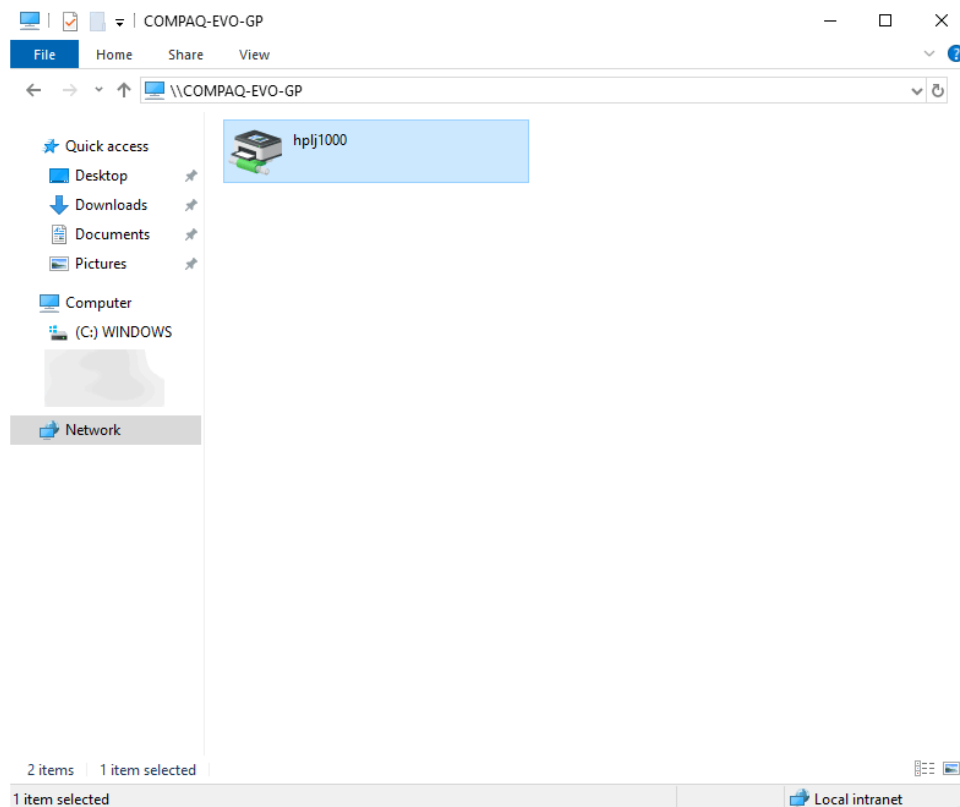 COMPAQ-EVO-GP
File Home Share View
\\COMPAQ-EVO-GP
Quick access
Desktop
Downloads
Documents
Pictures
Computer
(C:) WINDOWS
Network
hplj1000
2 items 1 item selected
1 item selected
Local intranet